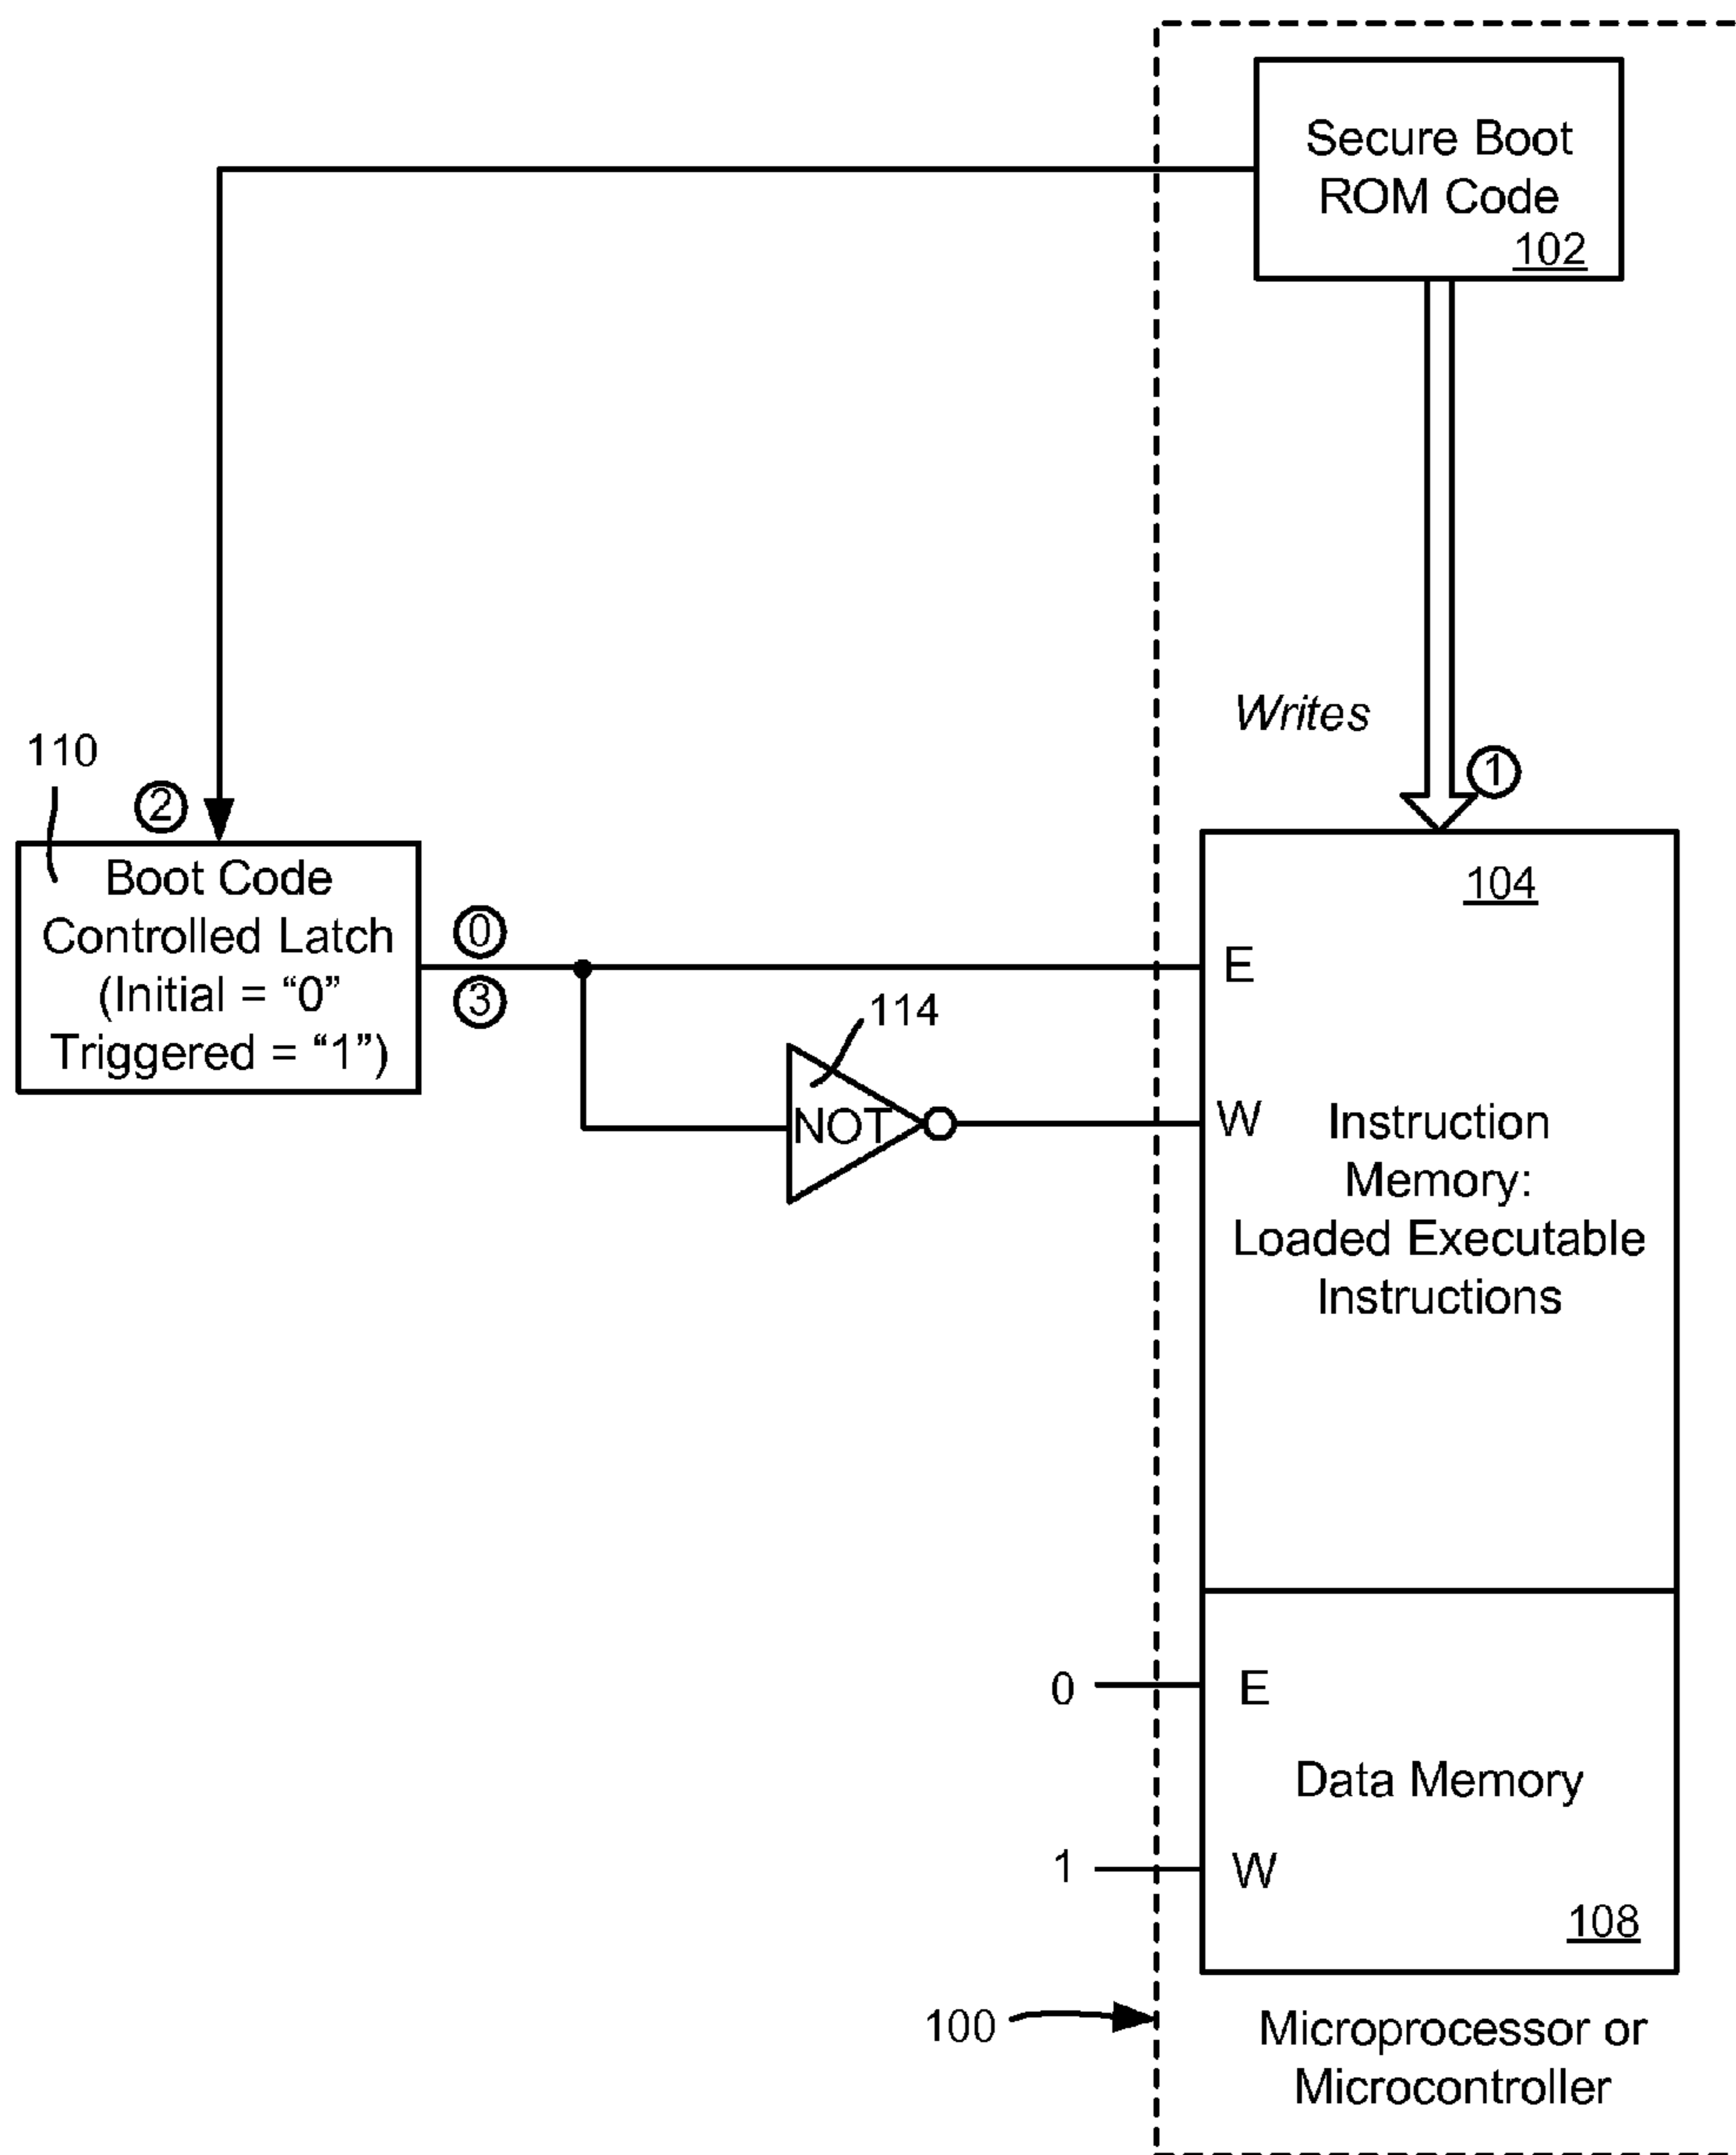 Secure Boot
ROM Code
102
Writes
①
110
②
Boot Code
Controlled Latch
(Initial = “0”
Triggered = “1”)
⓪
③
104
E
114
NOT
W
Instruction
Memory:
Loaded Executable
Instructions
0
E
Data Memory
1
W
108
100
Microprocessor or
Microcontroller